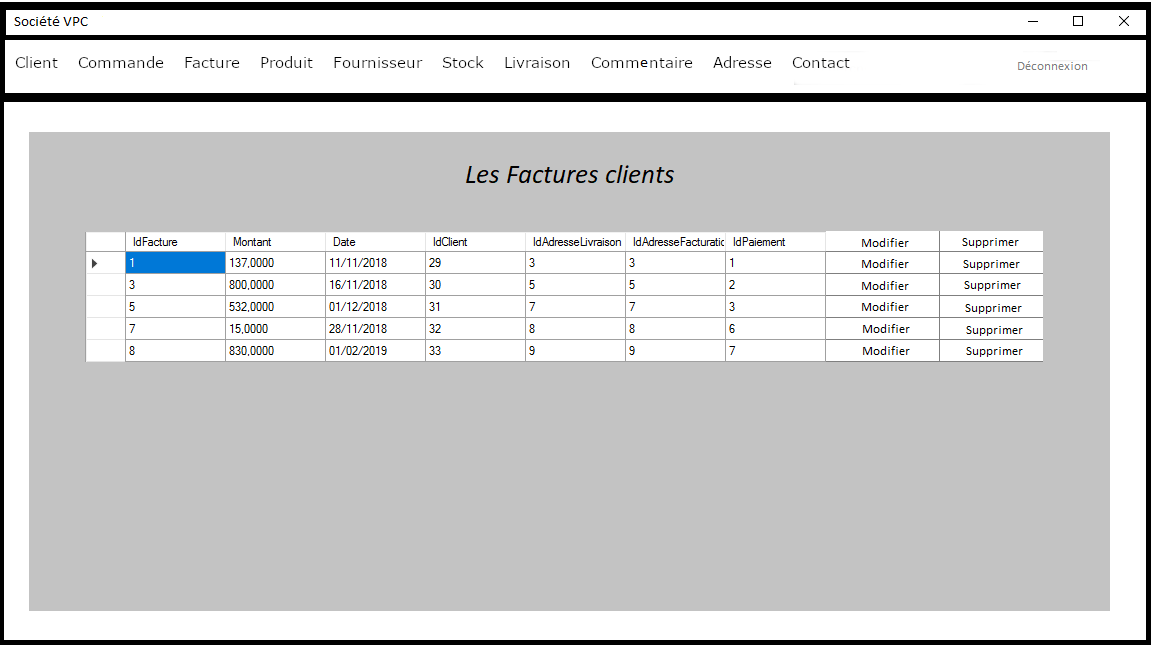 Société VPC
Client Commande Facture Produit Fournisseur Stock Livraison Commentaire Adresse Contact Déconnexion
Les Factures clients
IdFacture Montant Date IdClient IdAdresseLivraison IdAdresseFacturatic IdPaiement Modifier Supprimer
1 137,0000 11/11/2018 29 3 3 1 Modifier Supprimer
3 800,0000 16/11/2018 30 5 5 2 Modifier Supprimer
5 532,0000 01/12/2018 31 7 7 3 Modifier Supprimer
7 15,0000 28/11/2018 32 8 8 6 Modifier Supprimer
8 830,0000 01/02/2019 33 9 9 7 Modifier Supprimer